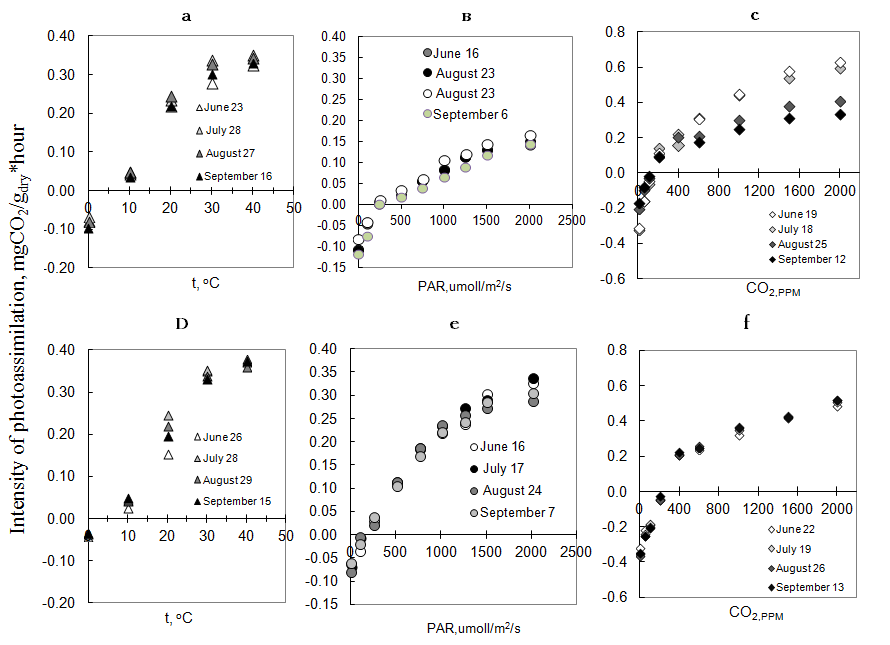 a
0.40
0.30
0.20
0.10
0.00
-0.10
-0.20
0 10 20 30 40 50
June 23
July 28
August 27
September 16
t, ᵒC
в
0.40
0.35
0.30
0.25
0.20
0.15
0.10
0.05
0.00
-0.05
-0.10
-0.15
0 500 1000 1500 2000 2500
June 16
August 23
August 23
September 6
PAR,umoll/m²/s
c
0.8
0.6
0.4
0.2
0.0
-0.2
-0.4
-0.6
0 400 800 1200 1600 2000
June 19
July 18
August 25
September 12
CO₂,PPM
Intensity of photoassimilation, mgCO₂/g_dry*hour
D
0.40
0.30
0.20
0.10
0.00
-0.10
-0.20
0 10 20 30 40 50
June 26
July 28
August 29
September 15
t, ᵒC
e
0.40
0.35
0.30
0.25
0.20
0.15
0.10
0.05
0.00
-0.05
-0.10
-0.15
0 500 1000 1500 2000 2500
June 16
July 17
August 24
September 7
PAR,umoll/m²/s
f
0.8
0.6
0.4
0.2
0.0
-0.2
-0.4
-0.6
0 400 800 1200 1600 2000
June 22
July 19
August 26
September 13
CO₂,PPM